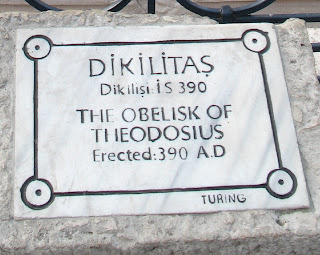 DİKİLİTAŞ
Dikilişi: İS 390
THE OBELISK OF
THEODOSIUS
Erected:390 A.D
TURING